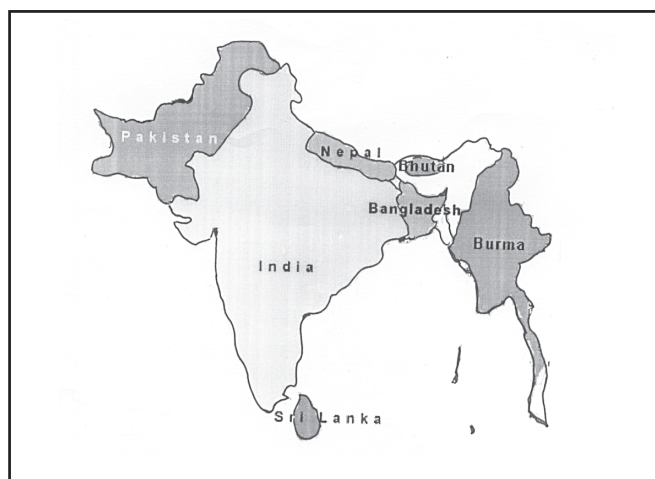 Pakistan
Nepal
Bhutan
Bangladesh
Burma
India
Sri Lanka